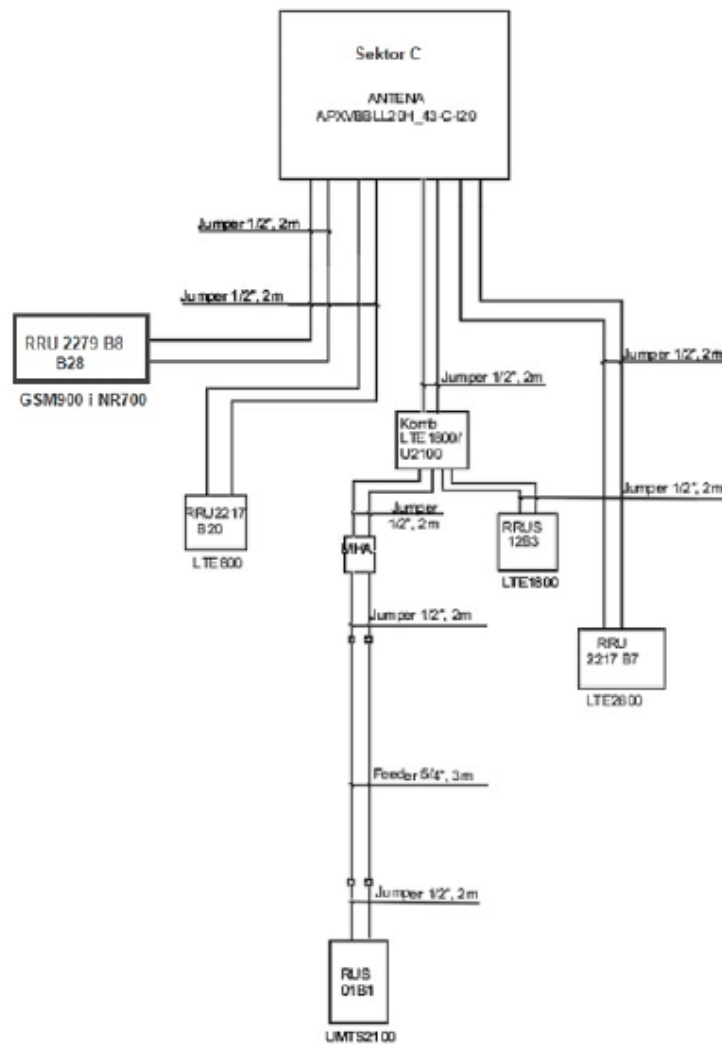 Sektor C
ANTENA
APXVBBLL20H_43-C-I20
Jumper 1/2", 2m
Jumper 1/2", 2m
RRU 2279 B8
B28
GSM900 i NR700
Jumper 1/2", 2m
Jumper 1/2", 2m
Komb
LTE1800/
U2100
Jumper 1/2", 2m
RRU2217
B20
LTE800
Jumper
1/2", 2m
RRUS
12B3
LTE1800
MHA
Jumper 1/2", 2m
RRU
2217 B7
LTE2600
Feeder 5/4", 3m
Jumper 1/2", 2m
RUS
01B1
UMTS2100